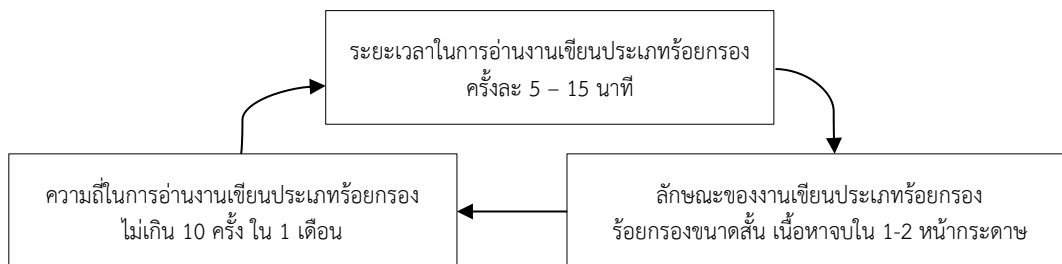 ระยะเวลาในการอ่านงานเขียนประเภทร้อยกรอง
ครั้งละ 5 – 15 นาที
ความถี่ในการอ่านงานเขียนประเภทร้อยกรอง
ไม่เกิน 10 ครั้ง ใน 1 เดือน
ลักษณะของงานเขียนประเภทร้อยกรอง
ร้อยกรองขนาดสั้น เนื้อหาจบใน 1-2 หน้ากระดาษ